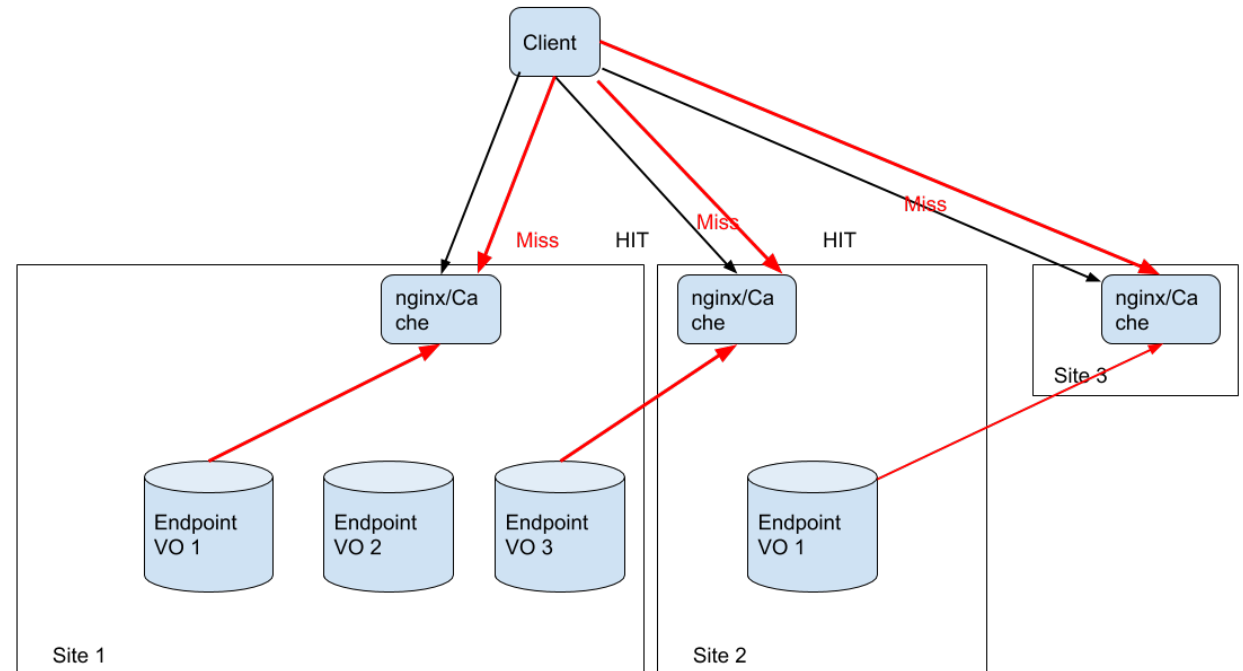 Client
Miss
Miss
HIT
Miss
HIT
nginx/Ca
che
nginx/Ca
che
nginx/Ca
che
Site 3
Endpoint
VO 1
Endpoint
VO 2
Endpoint
VO 3
Endpoint
VO 1
Site 1
Site 2